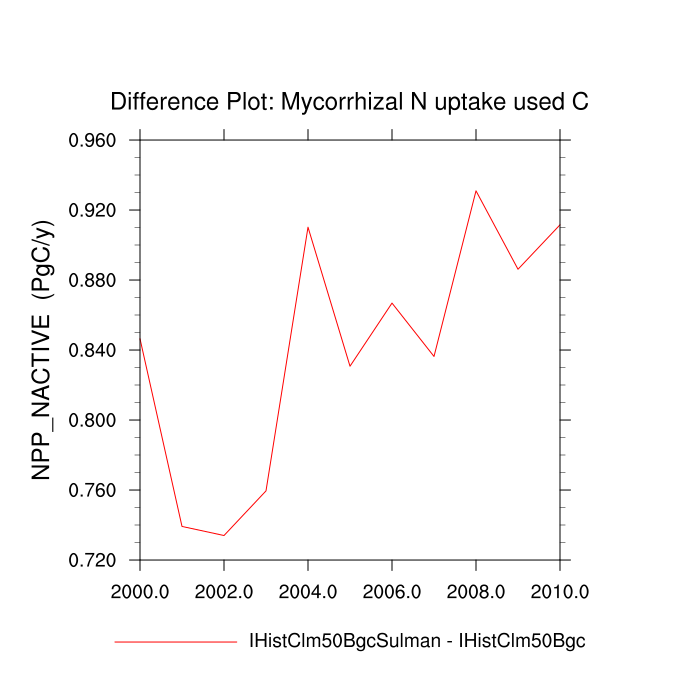 Difference Plot: Mycorrhizal N uptake used C
NPP_NACTIVE (PgC/y)
0.960
0.920
0.880
0.840
0.800
0.760
0.720
2000.0 2002.0 2004.0 2006.0 2008.0 2010.0
IHistClm50BgcSulman - IHistClm50Bgc